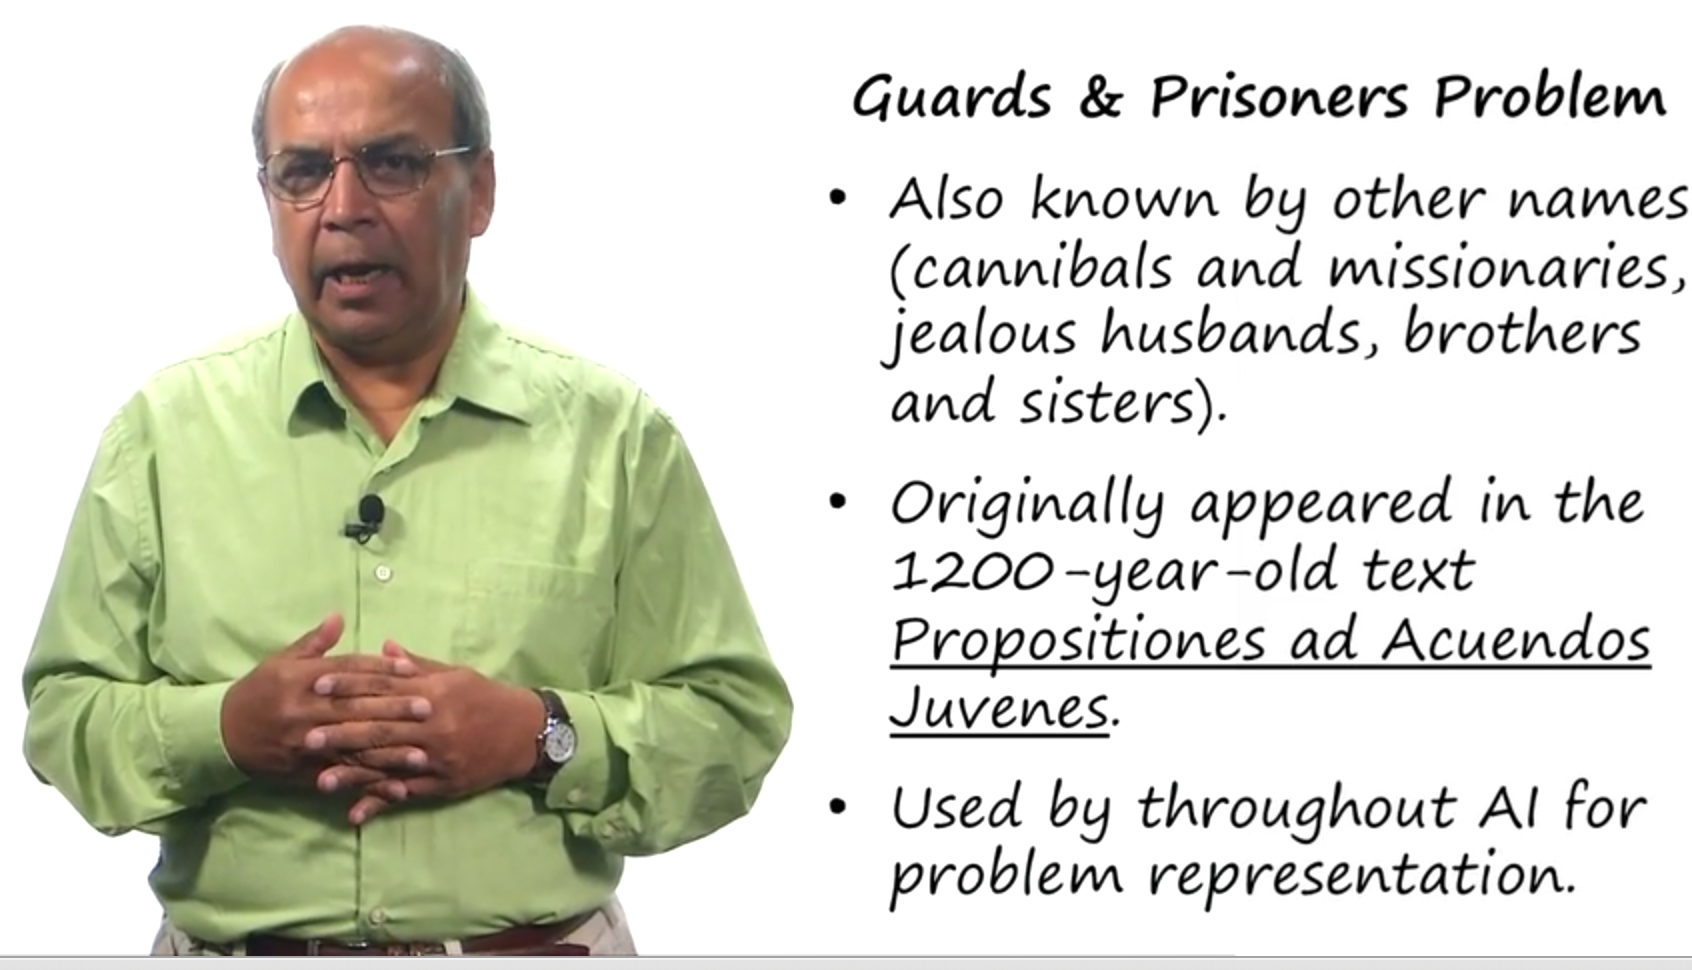 Guards & Prisoners Problem
• Also known by other names
(cannibals and missionaries,
jealous husbands, brothers
and sisters).
• Originally appeared in the
1200-year-old text
Propositiones ad Acuendos
Juvenes.
• Used by throughout AI for
problem representation.